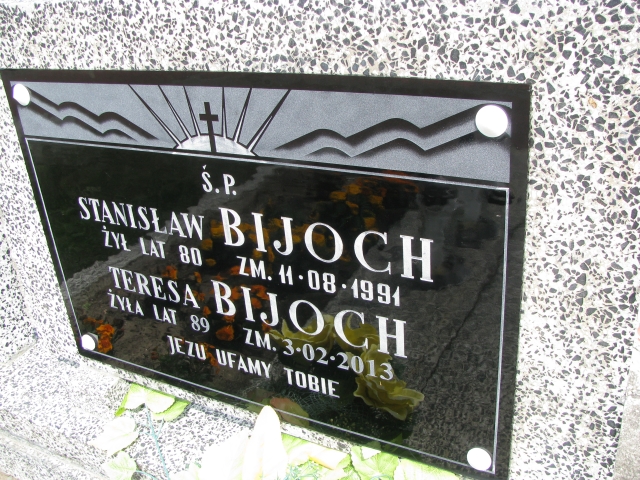 Ś.P.
STANISŁAW BIJOCH
ŻYŁ LAT 80 ZM. 11·08·1991
TERESA BIJOCH
ŻYŁA LAT 89 ZM. 3·02·2013
JEZU UFAMY TOBIE